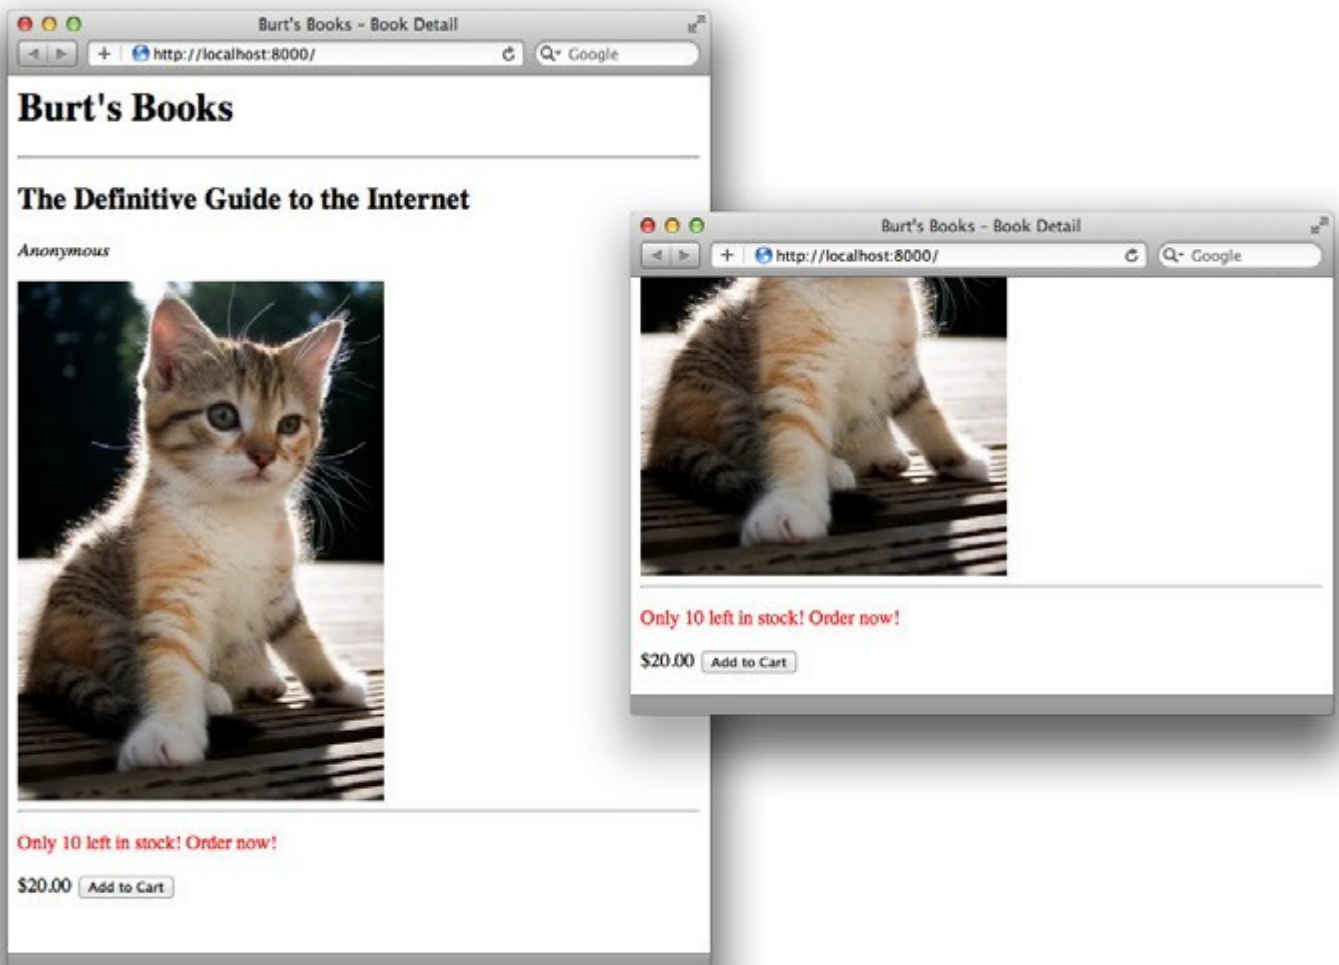 Burt's Books - Book Detail
http://localhost:8000/
Google
Burt's Books
The Definitive Guide to the Internet
Anonymous
Only 10 left in stock! Order now!
$20.00 Add to Cart
Burt's Books - Book Detail
http://localhost:8000/
Google
Only 10 left in stock! Order now!
$20.00 Add to Cart